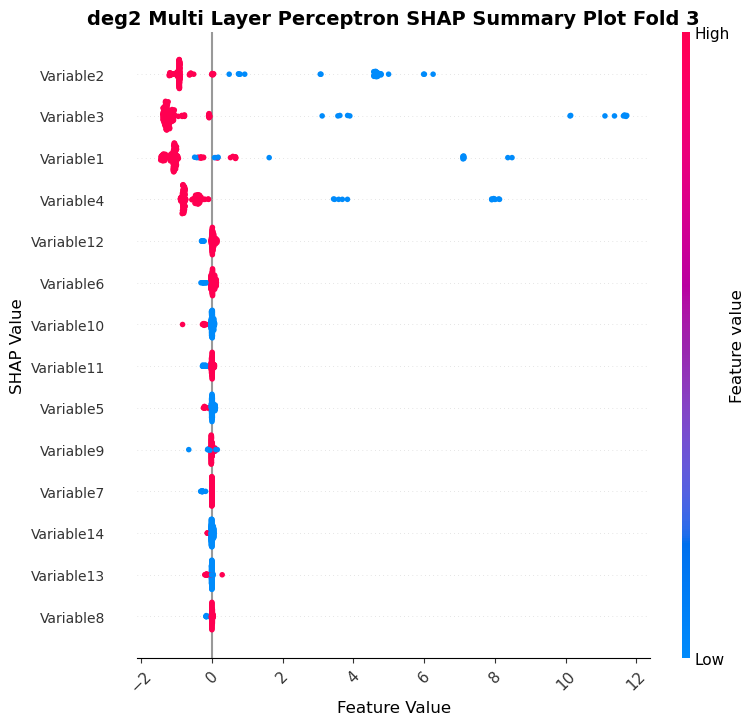 deg2 Multi Layer Perceptron SHAP Summary Plot Fold 3
High
Variable2
Variable3
Variable1
Variable4
Variable12
Variable6
Variable10
Variable11
Variable5
Variable9
Variable7
Variable14
Variable13
Variable8
SHAP Value
Feature value
Low
−2 0 2 4 6 8 10 12
Feature Value